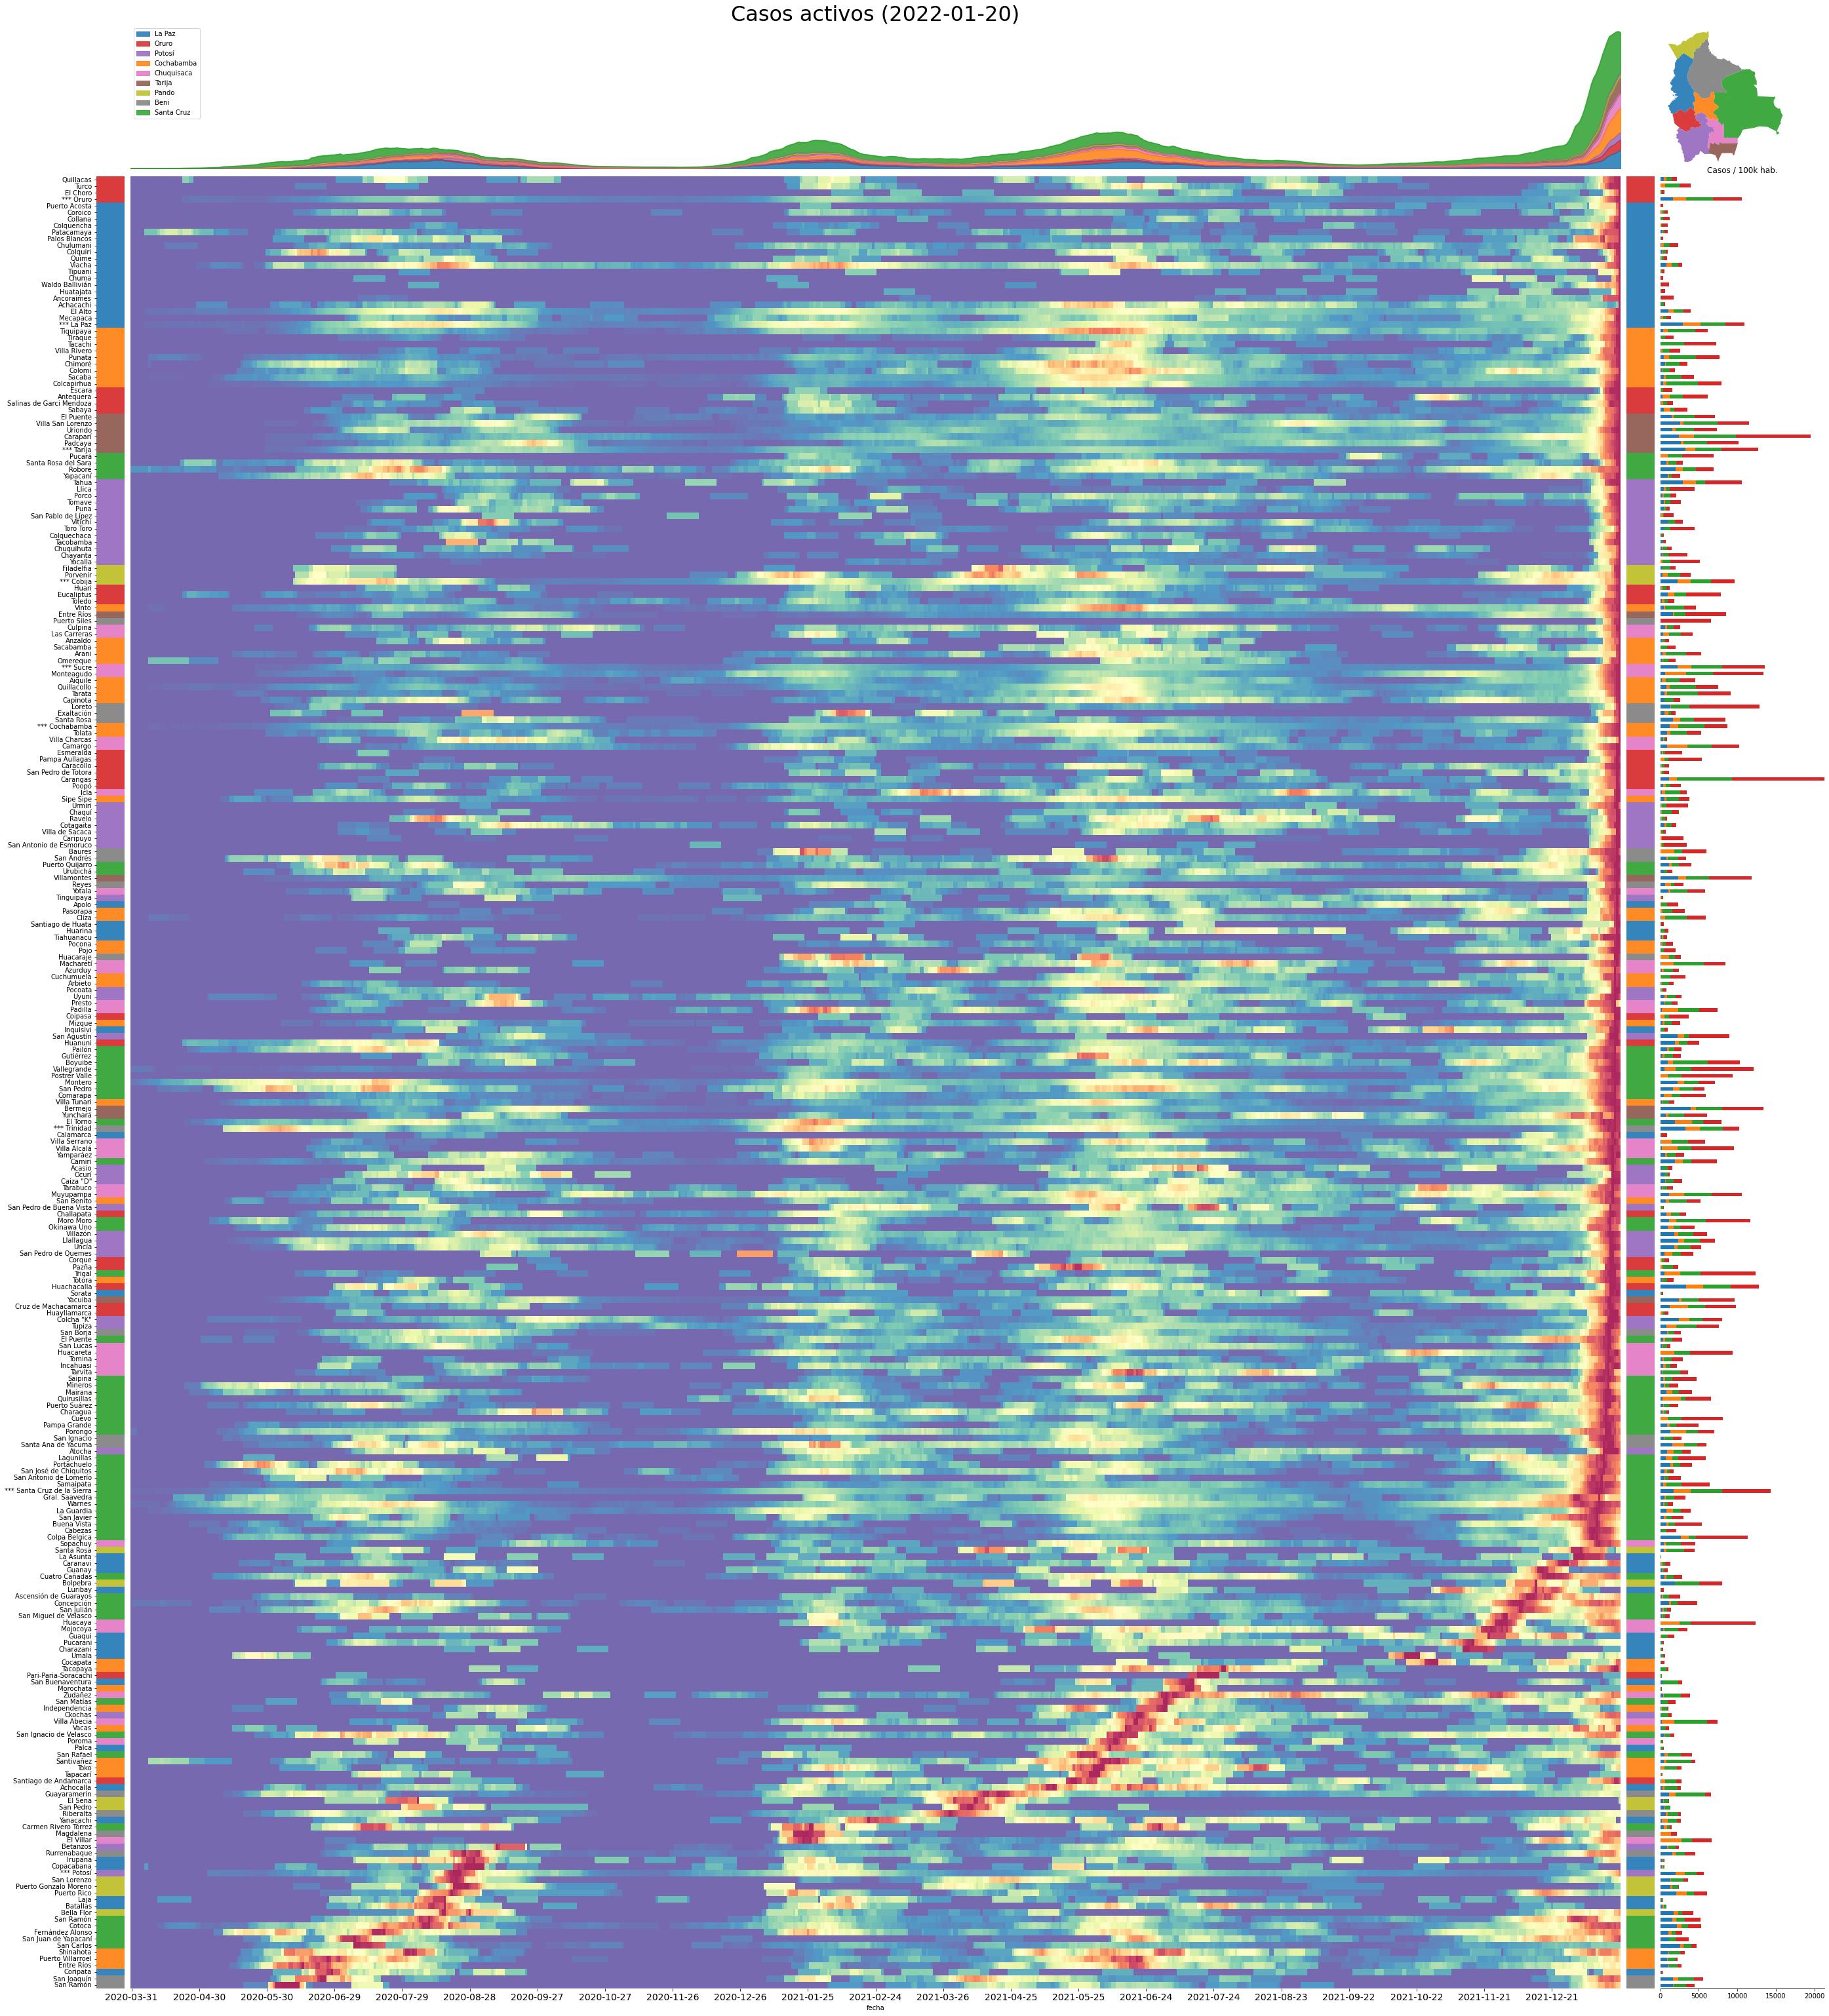 Casos activos (2022-01-20)
La Paz
Oruro
Potosí
Cochabamba
Chuquisaca
Tarija
Pando
Beni
Santa Cruz
Casos / 100k hab.
Quillacas
Turco
El Choro
*** Oruro
Puerto Acosta
Coroico
Collana
Colquencha
Patacamaya
Palos Blancos
Chulumani
Colquiri
Quime
Viacha
Tipuani
Chuma
Waldo Ballivián
Huatajata
Ancoraimes
Achacachi
El Alto
Mecapaca
*** La Paz
Tiquipaya
Tiraque
Tacachi
Villa Rivero
Punata
Chimoré
Colomi
Sacaba
Colcapirhua
Escara
Antequera
Salinas de Garci Mendoza
Sabaya
El Puente
Villa San Lorenzo
Uriondo
Caraparí
Padcaya
*** Tarija
Pucará
Santa Rosa del Sara
Roboré
Yapacaní
Tahua
Llica
Porco
Tomave
Puna
San Pablo de Lípez
Vitichi
Toro Toro
Colquechaca
Tacobamba
Chuquihuta
Chayanta
Yocalla
Filadelfia
Porvenir
*** Cobija
Huari
Eucaliptus
Toledo
Vinto
Entre Ríos
Puerto Siles
Culpina
Las Carreras
Anzaldo
Sacabamba
Arani
Omereque
*** Sucre
Monteagudo
Aiquile
Quillacollo
Tarata
Capinota
Loreto
Exaltación
Santa Rosa
*** Cochabamba
Tolata
Villa Charcas
Camargo
Esmeralda
Pampa Aullagas
Caracollo
San Pedro de Totora
Carangas
Poopó
Icla
Sipe Sipe
Urmiri
Chaquí
Ravelo
Cotagaita
Villa de Sacaca
Caripuyo
San Antonio de Esmoruco
Baures
San Andrés
Puerto Quijarro
Urubichá
Villamontes
Reyes
Yotala
Tinguipaya
Apolo
Pasorapa
Cliza
Santiago de Huata
Huarina
Tiahuanacu
Pocona
Pojo
Huacaraje
Machareti
Azurduy
Cuchumuela
Arbieto
Pocoata
Uyuni
Presto
Padilla
Coipasa
Mizque
Inquisivi
San Agustín
Huanuni
Pailón
Gutiérrez
Boyuibe
Vallegrande
Postrer Valle
Montero
San Pedro
Comarapa
Villa Tunari
Bermejo
Yunchará
El Torno
*** Trinidad
Calamarca
Villa Serrano
Villa Alcalá
Yamparáez
Camiri
Acasio
Ocurí
Caiza "D"
Tarabuco
Muyupampa
San Benito
San Pedro de Buena Vista
Challapata
Moro Moro
Okinawa Uno
Villazón
Llallagua
Uncía
San Pedro de Quemes
Corque
Pazña
Trigal
Totora
Huachacalla
Sorata
Yacuiba
Cruz de Machacamarca
Huayllamarca
Colcha "K"
Tupiza
San Borja
El Puente
San Lucas
Huacareta
Tomina
Incahuasi
Tarvita
Saipina
Mineros
Mairana
Quirusillas
Puerto Suárez
Charagua
Cuevo
Pampa Grande
Porongo
San Ignacio
Santa Ana de Yacuma
Atocha
Lagunillas
Portachuelo
San José de Chiquitos
San Antonio de Lomerío
Samaipata
*** Santa Cruz de la Sierra
Gral. Saavedra
Warnes
La Guardia
San Javier
Buena Vista
Cabezas
Colpa Belgica
Sopachuy
Santa Rosa
La Asunta
Caranavi
Guanay
Cuatro Cañadas
Bolpebra
Luribay
Ascensión de Guarayos
Concepción
San Julián
San Miguel de Velasco
Huacaya
Mojocoya
Guaqui
Pucarani
Charazani
Umala
Cocapata
Tacopaya
Pari-Paria-Soracachi
San Buenaventura
Morochata
Zudañez
San Matías
Independencia
Ckochas
Villa Abecia
Vacas
San Ignacio de Velasco
Poroma
Palca
San Rafael
Santivañez
Toko
Tapacarí
Santiago de Andamarca
Achocalla
Guayaramerín
El Sena
San Pedro
Riberalta
Yanacachi
Carmen Rivero Tórrez
Magdalena
El Villar
Betanzos
Rurrenabaque
Irupana
Copacabana
*** Potosí
San Lorenzo
Puerto Gonzalo Moreno
Puerto Rico
Laja
Batallas
Bella Flor
San Ramón
Cotoca
Fernández Alonso
San Juan de Yapacaní
San Carlos
Shinahota
Puerto Villarroel
Entre Ríos
Coripata
San Joaquín
San Ramón
2020-03-31 2020-04-30 2020-05-30 2020-06-29 2020-07-29 2020-08-28 2020-09-27 2020-10-27 2020-11-26 2020-12-26 2021-01-25 2021-02-24 2021-03-26 2021-04-25 2021-05-25 2021-06-24 2021-07-24 2021-08-23 2021-09-22 2021-10-22 2021-11-21 2021-12-21
0 5000 10000 15000 20000
fecha